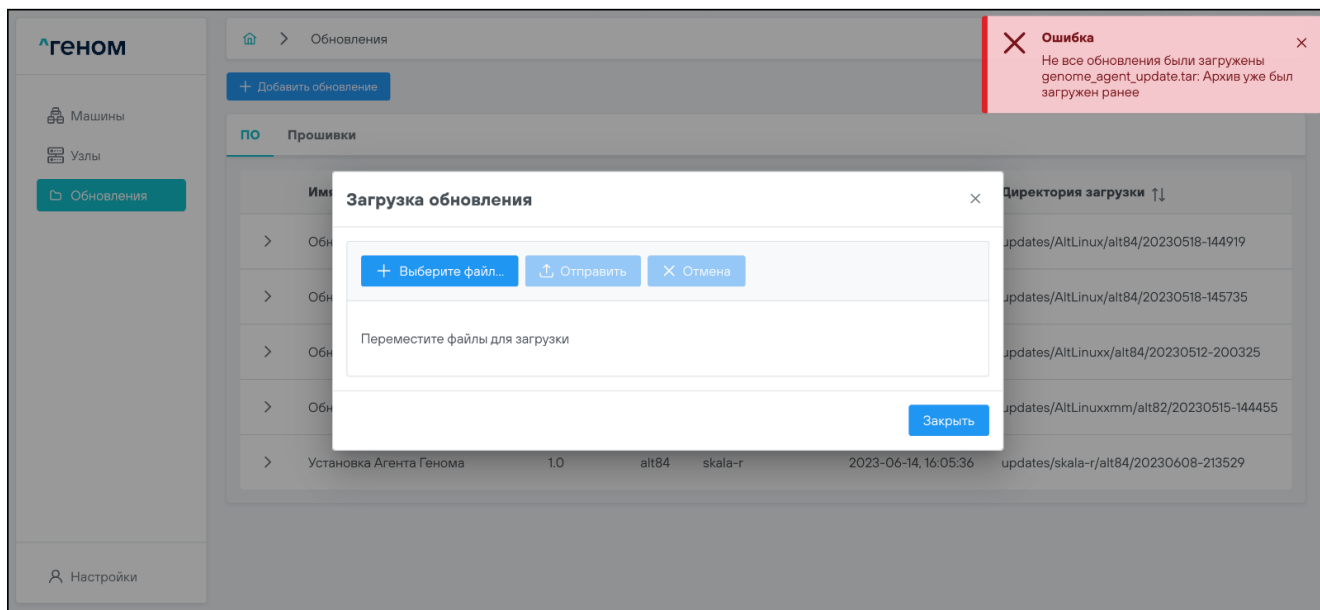 ^геном
Обновления
Ошибка
Не все обновления были загружены
genome_agent_update.tar: Архив уже был
загружен ранее
+ Добавить обновление
Машины
Узлы
Обновления
ПО Прошивки
Имя
Директория загрузки
Загрузка обновления
updates/AltLinux/alt84/20230518-144919
+ Выберите файл... Отправить Отмена
updates/AltLinux/alt84/20230518-145735
Переместите файлы для загрузки
updates/AltLinuxx/alt84/20230512-200325
updates/AltLinuxxmm/alt82/20230515-144455
Закрыть
Установка Агента Генома 1.0 alt84 skala-r 2023-06-14, 16:05:36 updates/skala-r/alt84/20230608-213529
Настройки